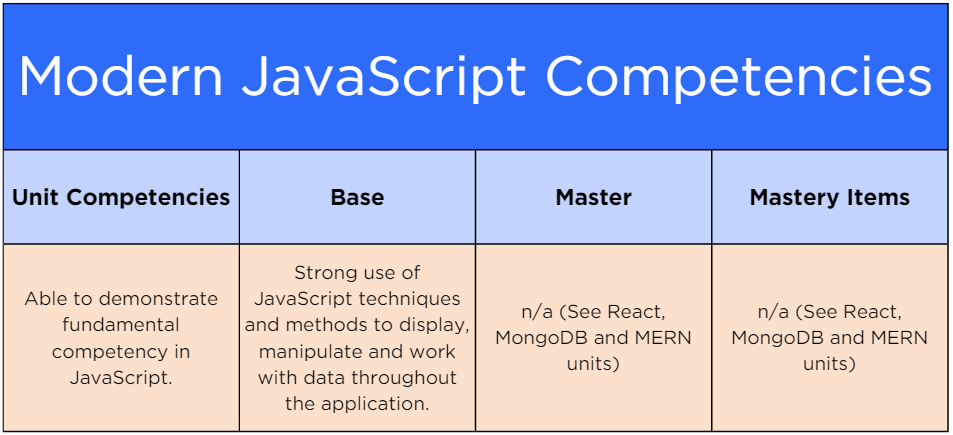 Modern JavaScript Competencies
Unit Competencies
Base
Master
Mastery Items
Able to demonstrate
fundamental
competency in
JavaScript.
Strong use of
JavaScript techniques
and methods to display,
manipulate and work
with data throughout
the application.
n/a (See React,
MongoDB and MERN
units)
n/a (See React,
MongoDB and MERN
units)